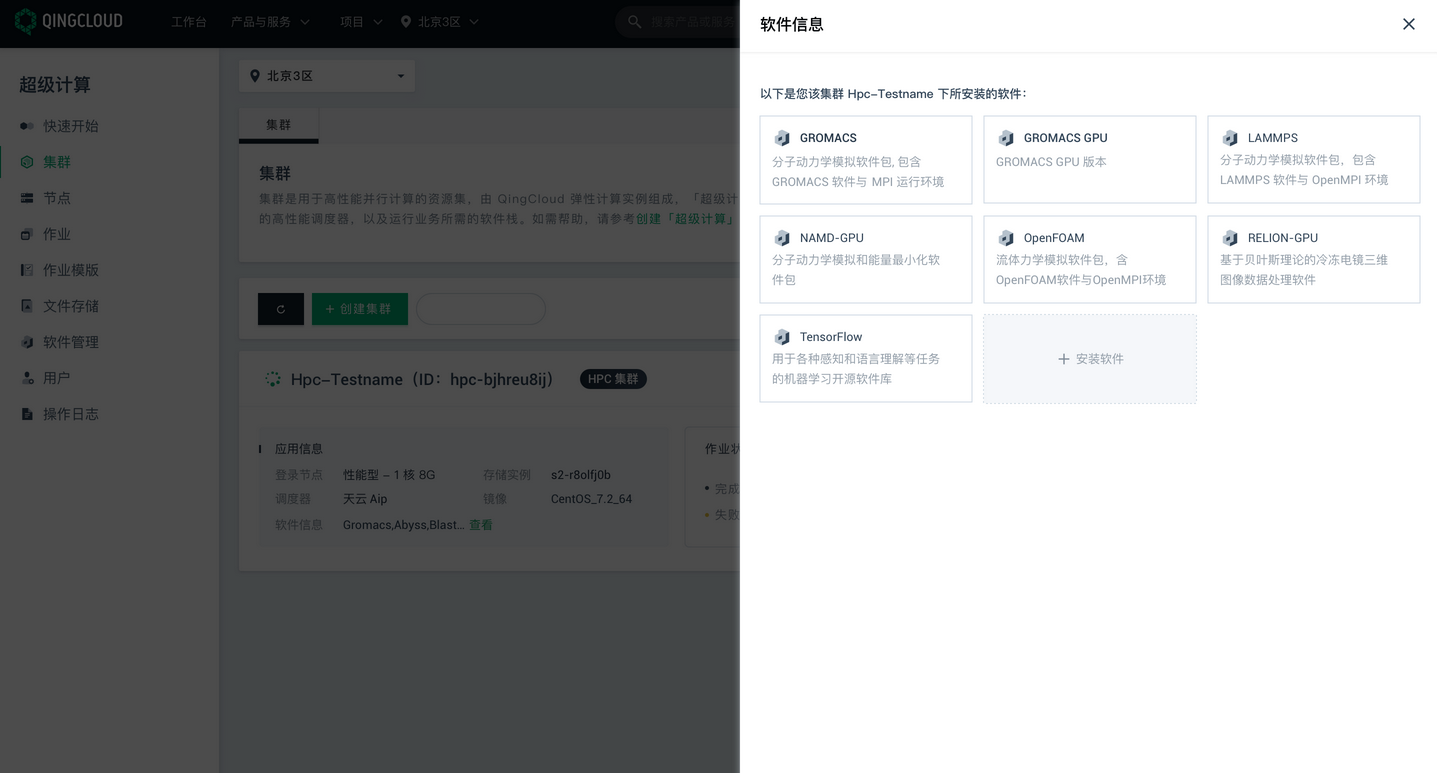 QINGCLOUD 工作台 产品与服务 项目 北京3区 搜索产品或服务
超级计算
快速开始
集群
节点
作业
作业模版
文件存储
软件管理
用户
操作日志
北京3区
集群
集群
集群是用于高性能并行计算的资源集，由 QingCloud 弹性计算实例组成，「超级计
的高性能调度器，以及运行业务所需的软件栈。如需帮助，请参考创建「超级计算」
+ 创建集群
Hpc-Testname（ID：hpc-bjhreu8ij） HPC 集群
应用信息
登录节点 性能型 - 1 核 8G 存储实例 s2-r8olfj0b
调度器 天云 Aip 镜像 CentOS_7.2_64
软件信息 Gromacs,Abyss,Blast... 查看
作业状
完成
失败
软件信息
以下是您该集群 Hpc-Testname 下所安装的软件：
GROMACS
分子动力学模拟软件包, 包含
GROMACS 软件与 MPI 运行环境
GROMACS GPU
GROMACS GPU 版本
LAMMPS
分子动力学模拟软件包，包含
LAMMPS 软件与 OpenMPI 环境
NAMD-GPU
分子动力学模拟和能量最小化软
件包
OpenFOAM
流体力学模拟软件包，含
OpenFOAM软件与OpenMPI环境
RELION-GPU
基于贝叶斯理论的冷冻电镜三维
图像数据处理软件
TensorFlow
用于各种感知和语言理解等任务
的机器学习开源软件库
+ 安装软件